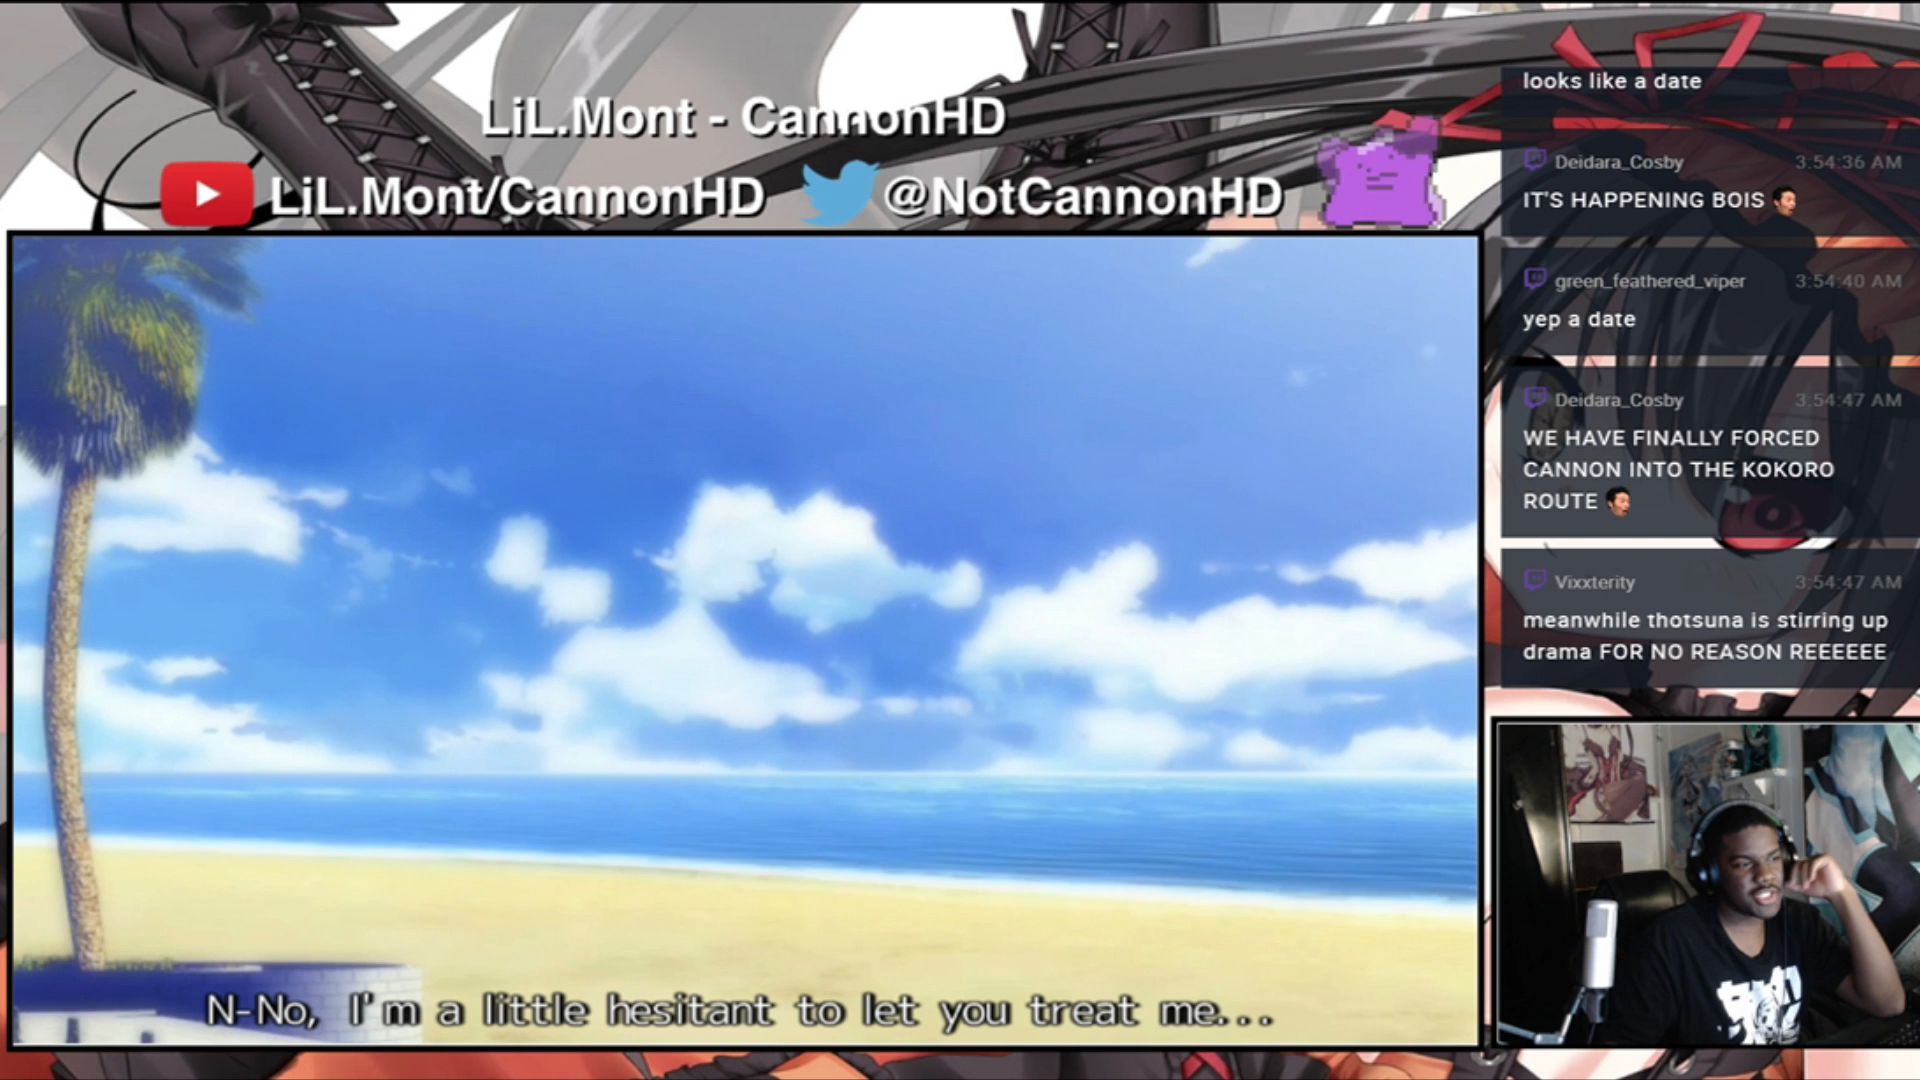 LiL.Mont - CannonHD
LiL.Mont/CannonHD @NotCannonHD
looks like a date
Deidara_Cosby 3:54:36 AM
IT'S HAPPENING BOIS
green_feathered_viper 3:54:40 AM
yep a date
Deidara_Cosby 3:54:47 AM
WE HAVE FINALLY FORCED
CANNON INTO THE KOKORO
ROUTE
Vixxterity 3:54:47 AM
meanwhile thotsuna is stirring up
drama FOR NO REASON REEEEEE
N-No, I'm a little hesitant to let you treat me...